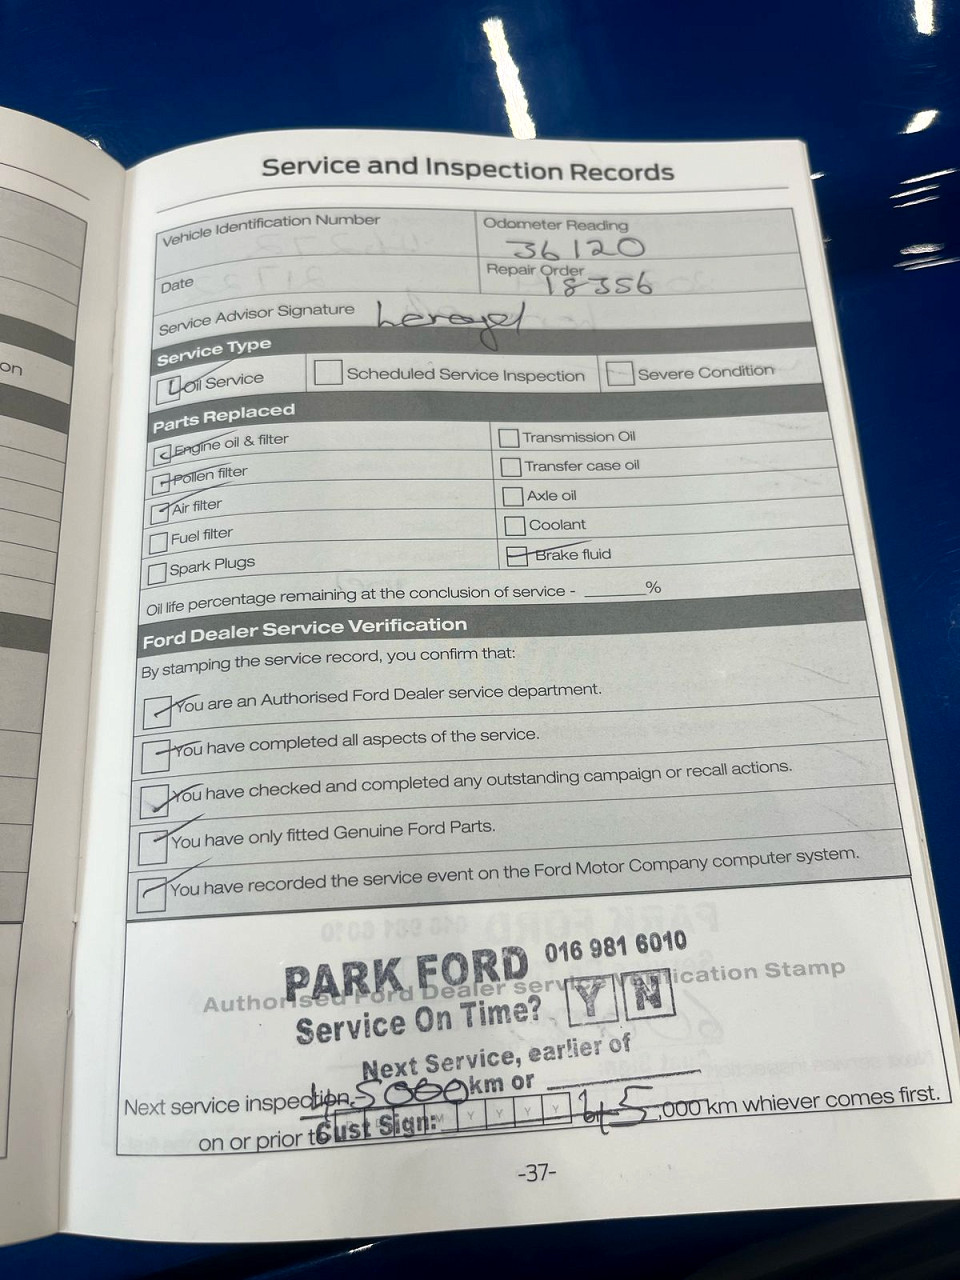 on
Service and Inspection Records
Vehicle Identification Number
Odometer Reading
36120
Date
Repair Order
18356
Service Advisor Signature
Service Type
Oil Service
Scheduled Service Inspection
Severe Condition
Parts Replaced
Engine oil & filter
Transmission Oil
Pollen filter
Transfer case oil
Air filter
Axle oil
Fuel filter
Coolant
Spark Plugs
Brake fluid
Oil life percentage remaining at the conclusion of service - ______%
Ford Dealer Service Verification
By stamping the service record, you confirm that:
You are an Authorised Ford Dealer service department.
You have completed all aspects of the service.
You have checked and completed any outstanding campaign or recall actions.
You have only fitted Genuine Ford Parts.
You have recorded the service event on the Ford Motor Company computer system.
PARK FORD 016 981 6010
Authorised Ford Dealer service Verification Stamp
Service On Time? Y N
Next Service, earlier of
45000 km or
Next service inspection
Cust Sign:
on or prior to Y Y Y Y 45,000 km whiever comes first.
-37-